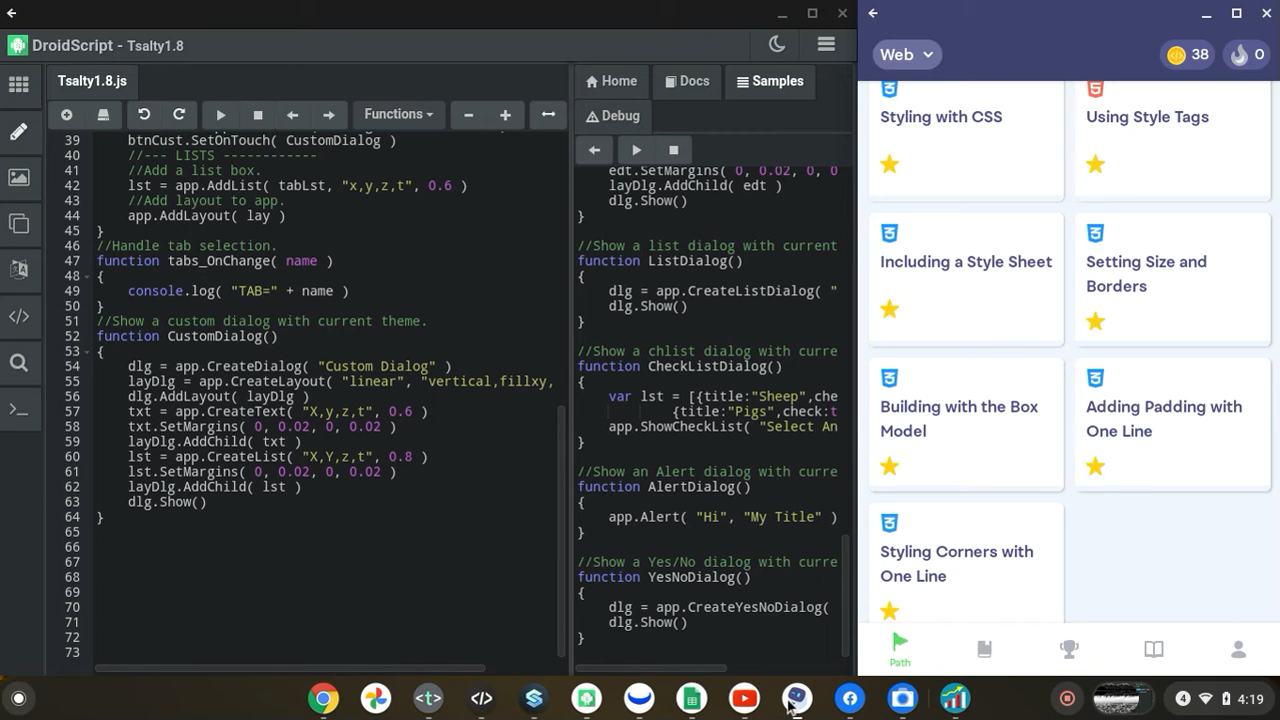 DroidScript - Tsalty1.8
Tsalty1.8.js
Functions
39 btnCust.SetOnTouch( CustomDialog )
40 //--- LISTS ------------
41 //Add a list box.
42 lst = app.AddList( tabLst, "x,y,z,t", 0.6 )
43 //Add layout to app.
44 app.AddLayout( lay )
45 }
46 //Handle tab selection.
47 function tabs_OnChange( name )
48 {
49 console.log( "TAB=" + name )
50 }
51 //Show a custom dialog with current theme.
52 function CustomDialog()
53 {
54 dlg = app.CreateDialog( "Custom Dialog" )
55 layDlg = app.CreateLayout( "linear", "vertical,fillxy,
56 dlg.AddLayout( layDlg )
57 txt = app.CreateText( "X,y,z,t", 0.6 )
58 txt.SetMargins( 0, 0.02, 0, 0.02 )
59 layDlg.AddChild( txt )
60 lst = app.CreateList( "X,Y,z,t", 0.8 )
61 lst.SetMargins( 0, 0.02, 0, 0.02 )
62 layDlg.AddChild( lst )
63 dlg.Show()
64 }
65
66
67
68
69
70
71
72
73
Home Docs Samples
Debug
edt.SetMargins( 0, 0.02, 0, 0
layDlg.AddChild( edt )
dlg.Show()
}
//Show a list dialog with current
function ListDialog()
{
dlg = app.CreateListDialog( "
dlg.Show()
}
//Show a chlist dialog with curre
function CheckListDialog()
{
var lst = [{title:"Sheep",che
{title:"Pigs",check:t
app.ShowCheckList( "Select An
}
//Show an Alert dialog with curre
function AlertDialog()
{
app.Alert( "Hi", "My Title" )
}
//Show a Yes/No dialog with curre
function YesNoDialog()
{
dlg = app.CreateYesNoDialog(
dlg.Show()
}
Web 38 0
Styling with CSS
Using Style Tags
Including a Style Sheet
Setting Size and
Borders
Building with the Box
Model
Adding Padding with
One Line
Styling Corners with
One Line
Path
4 4:19